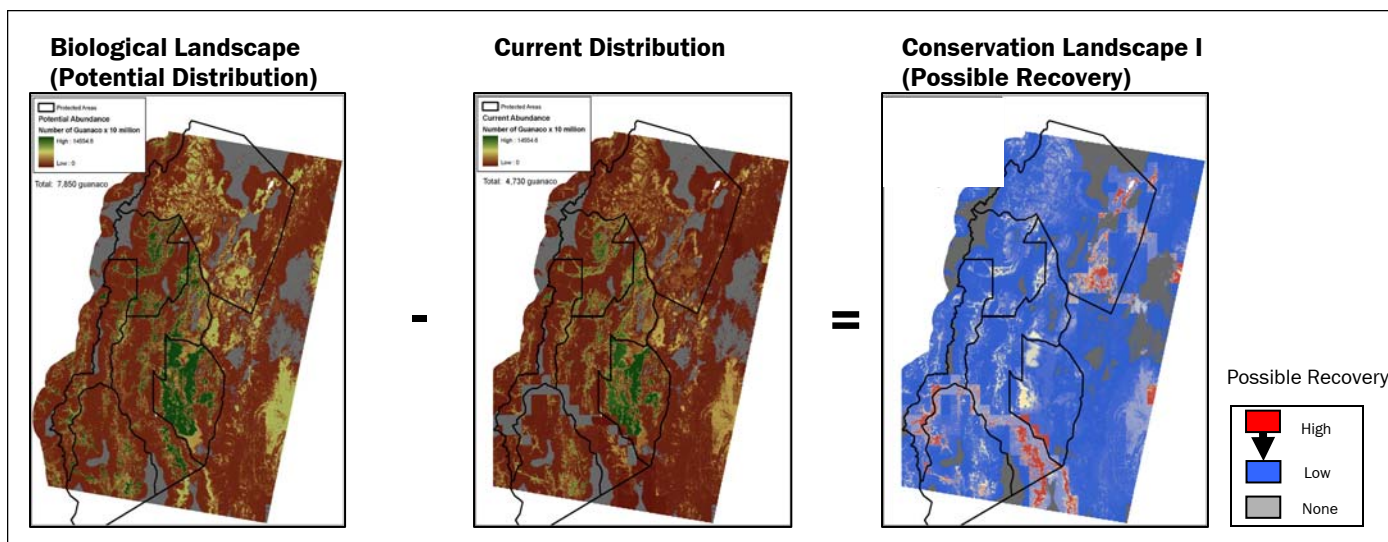 Biological Landscape
(Potential Distribution)
Current Distribution
Conservation Landscape I
(Possible Recovery)
Protected Areas
Potential Abundance
Number of Guanaco x 10 million
High : 14554.6
Low : 0
Total: 7,850 guanaco
Protected Areas
Current Abundance
Number of Guanaco x 10 million
High : 14554.6
Low : 0
Total: 4,730 guanaco
-
=
Possible Recovery
High
Low
None